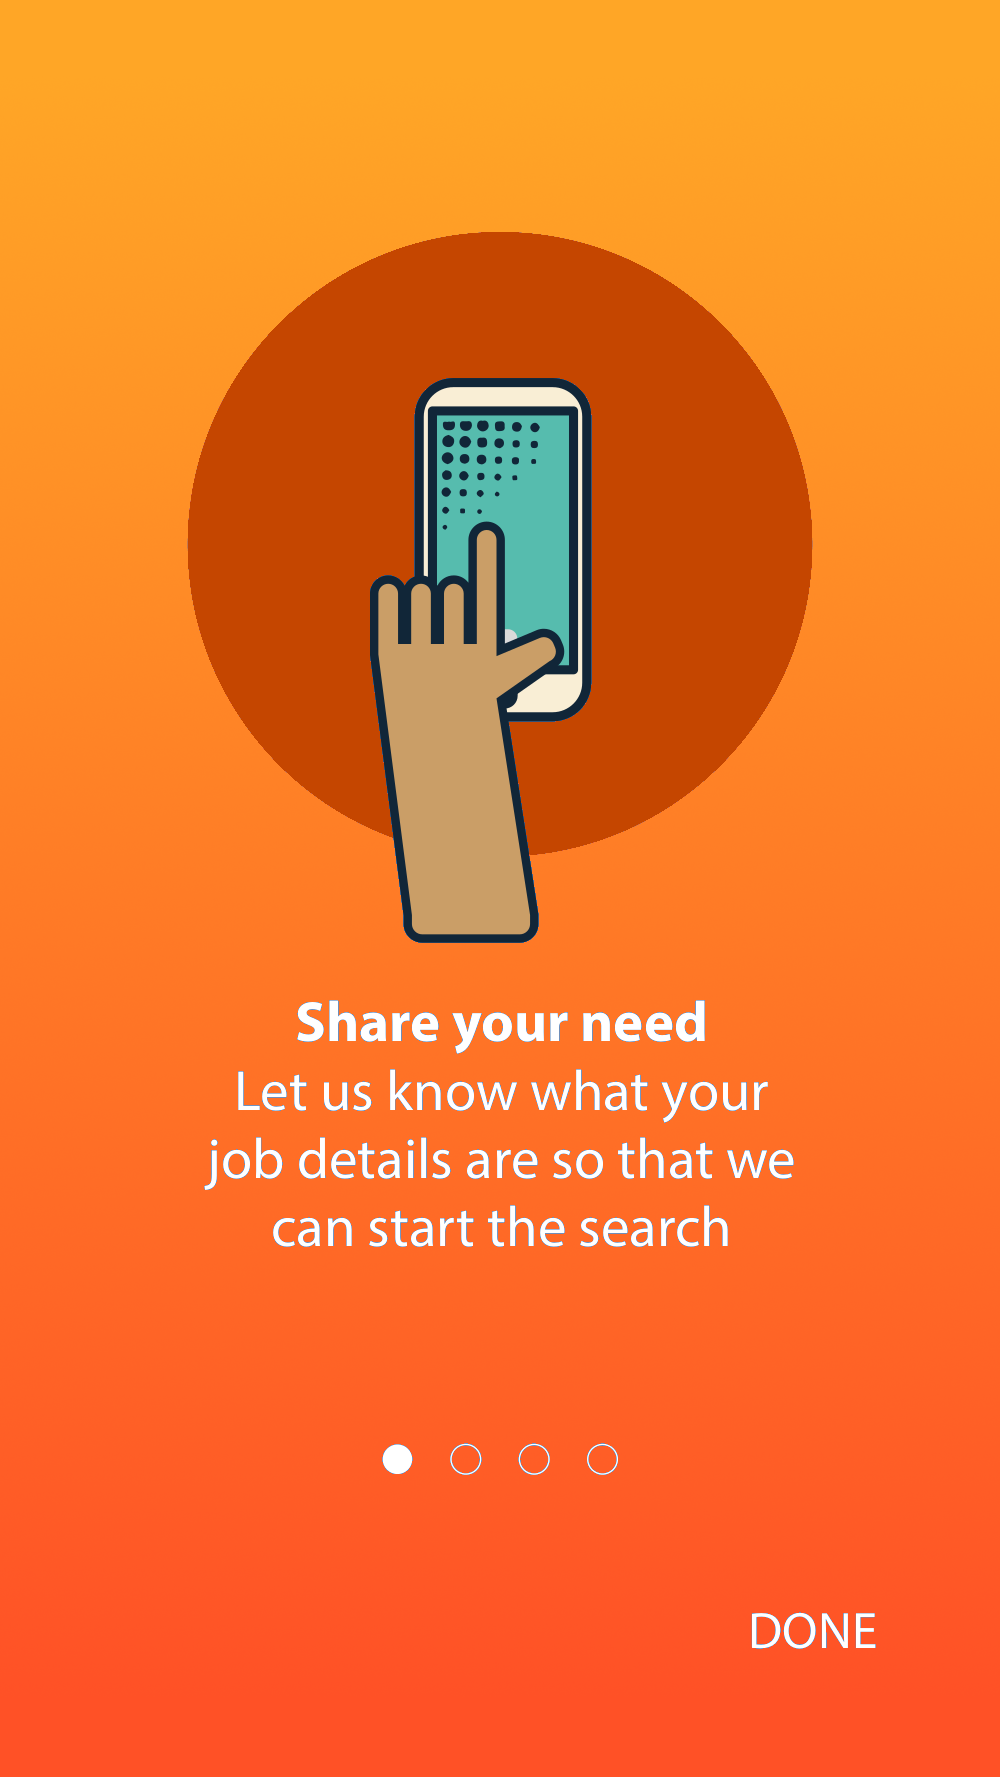 Share your need
Let us know what your
job details are so that we
can start the search
DONE